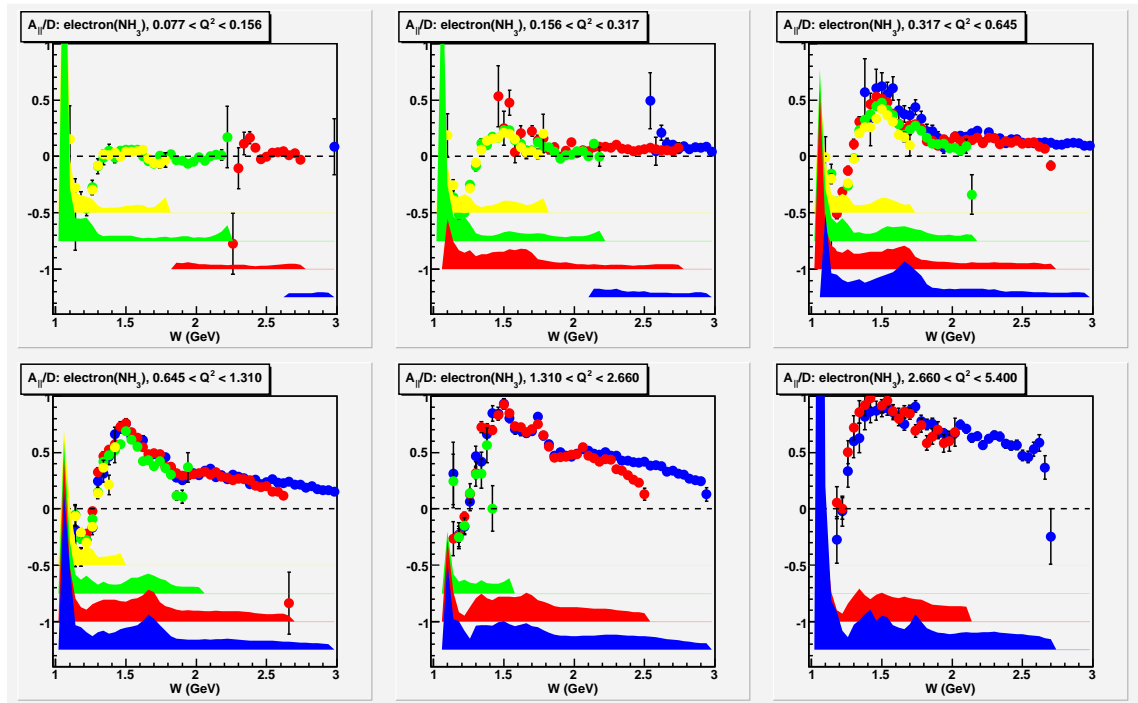 A||/D: electron(NH3), 0.077 < Q² < 0.156
1
0.5
0
-0.5
-1
1 1.5 2 2.5 3
W (GeV)
A||/D: electron(NH3), 0.156 < Q² < 0.317
1
0.5
0
-0.5
-1
1 1.5 2 2.5 3
W (GeV)
A||/D: electron(NH3), 0.317 < Q² < 0.645
1
0.5
0
-0.5
-1
1 1.5 2 2.5 3
W (GeV)
A||/D: electron(NH3), 0.645 < Q² < 1.310
1
0.5
0
-0.5
-1
1 1.5 2 2.5 3
W (GeV)
A||/D: electron(NH3), 1.310 < Q² < 2.660
1
0.5
0
-0.5
-1
1 1.5 2 2.5 3
W (GeV)
A||/D: electron(NH3), 2.660 < Q² < 5.400
1
0.5
0
-0.5
-1
1 1.5 2 2.5 3
W (GeV)